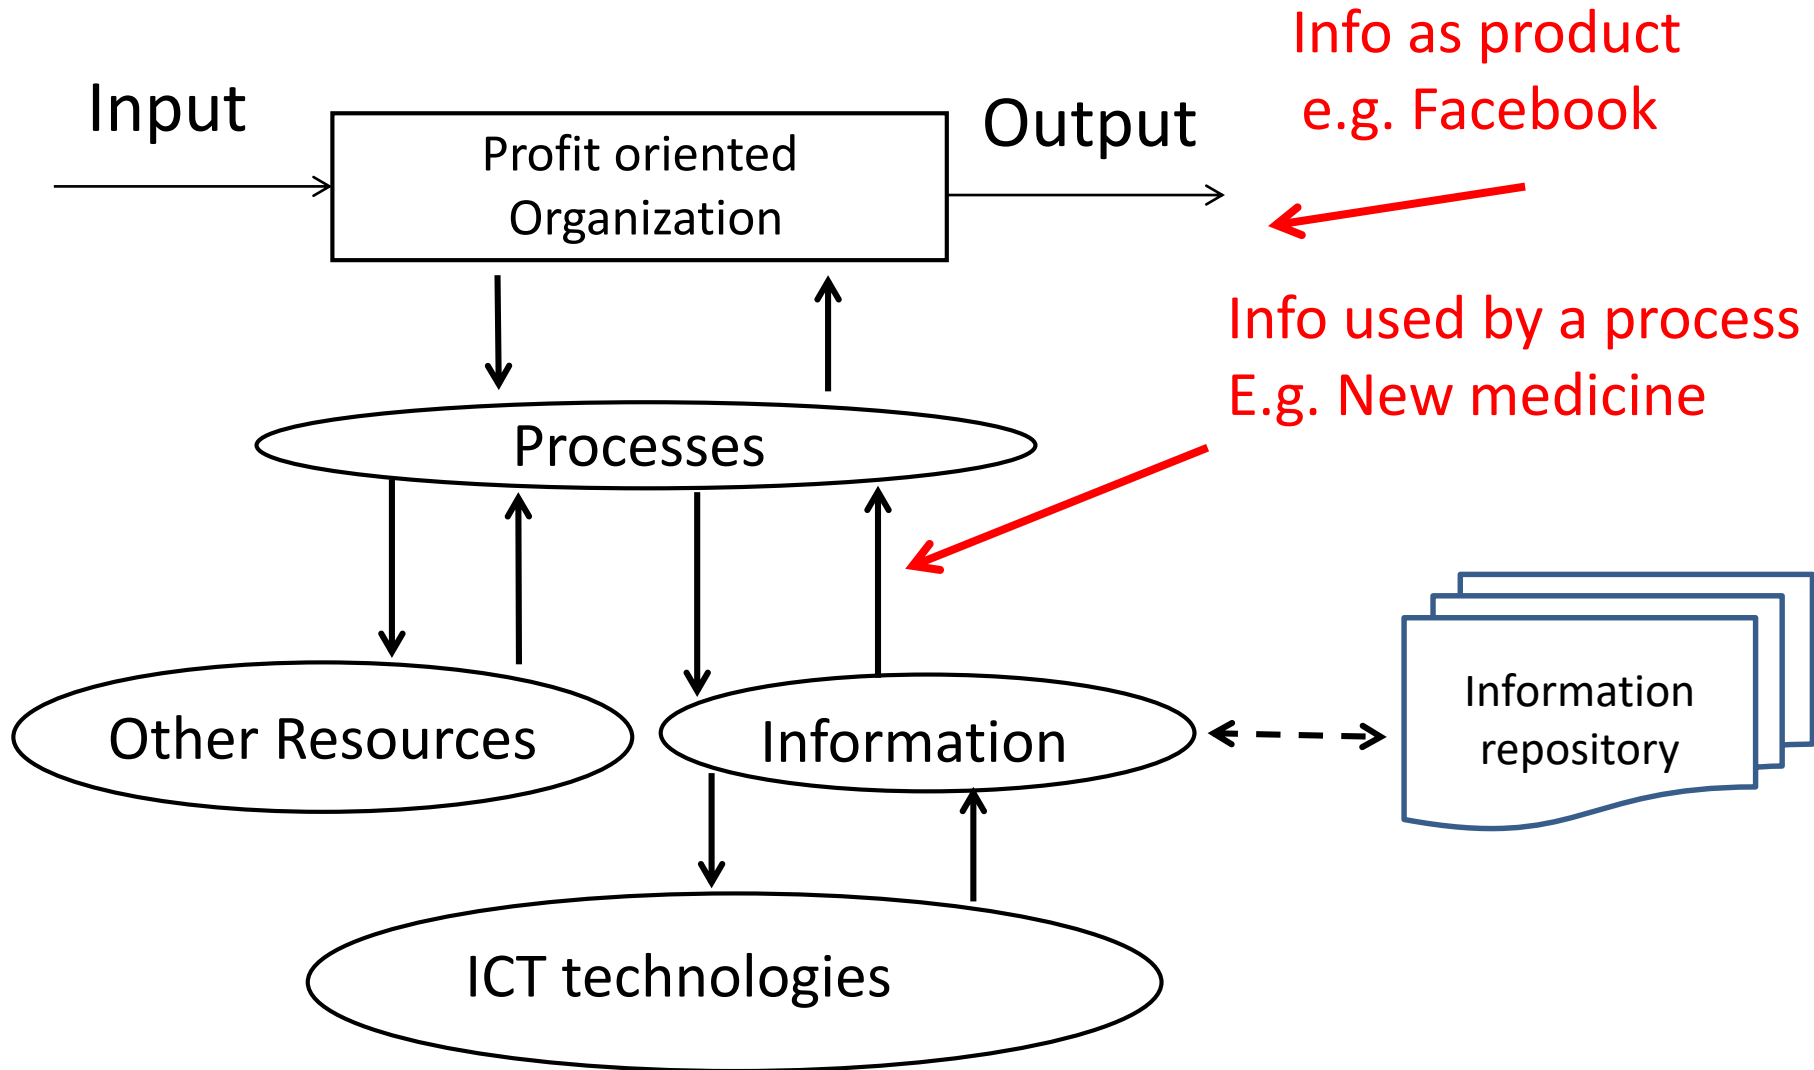 Info as product
e.g. Facebook
Input
Output
Profit oriented
Organization
Info used by a process
E.g. New medicine
Processes
Other Resources
Information
Information
repository
ICT technologies